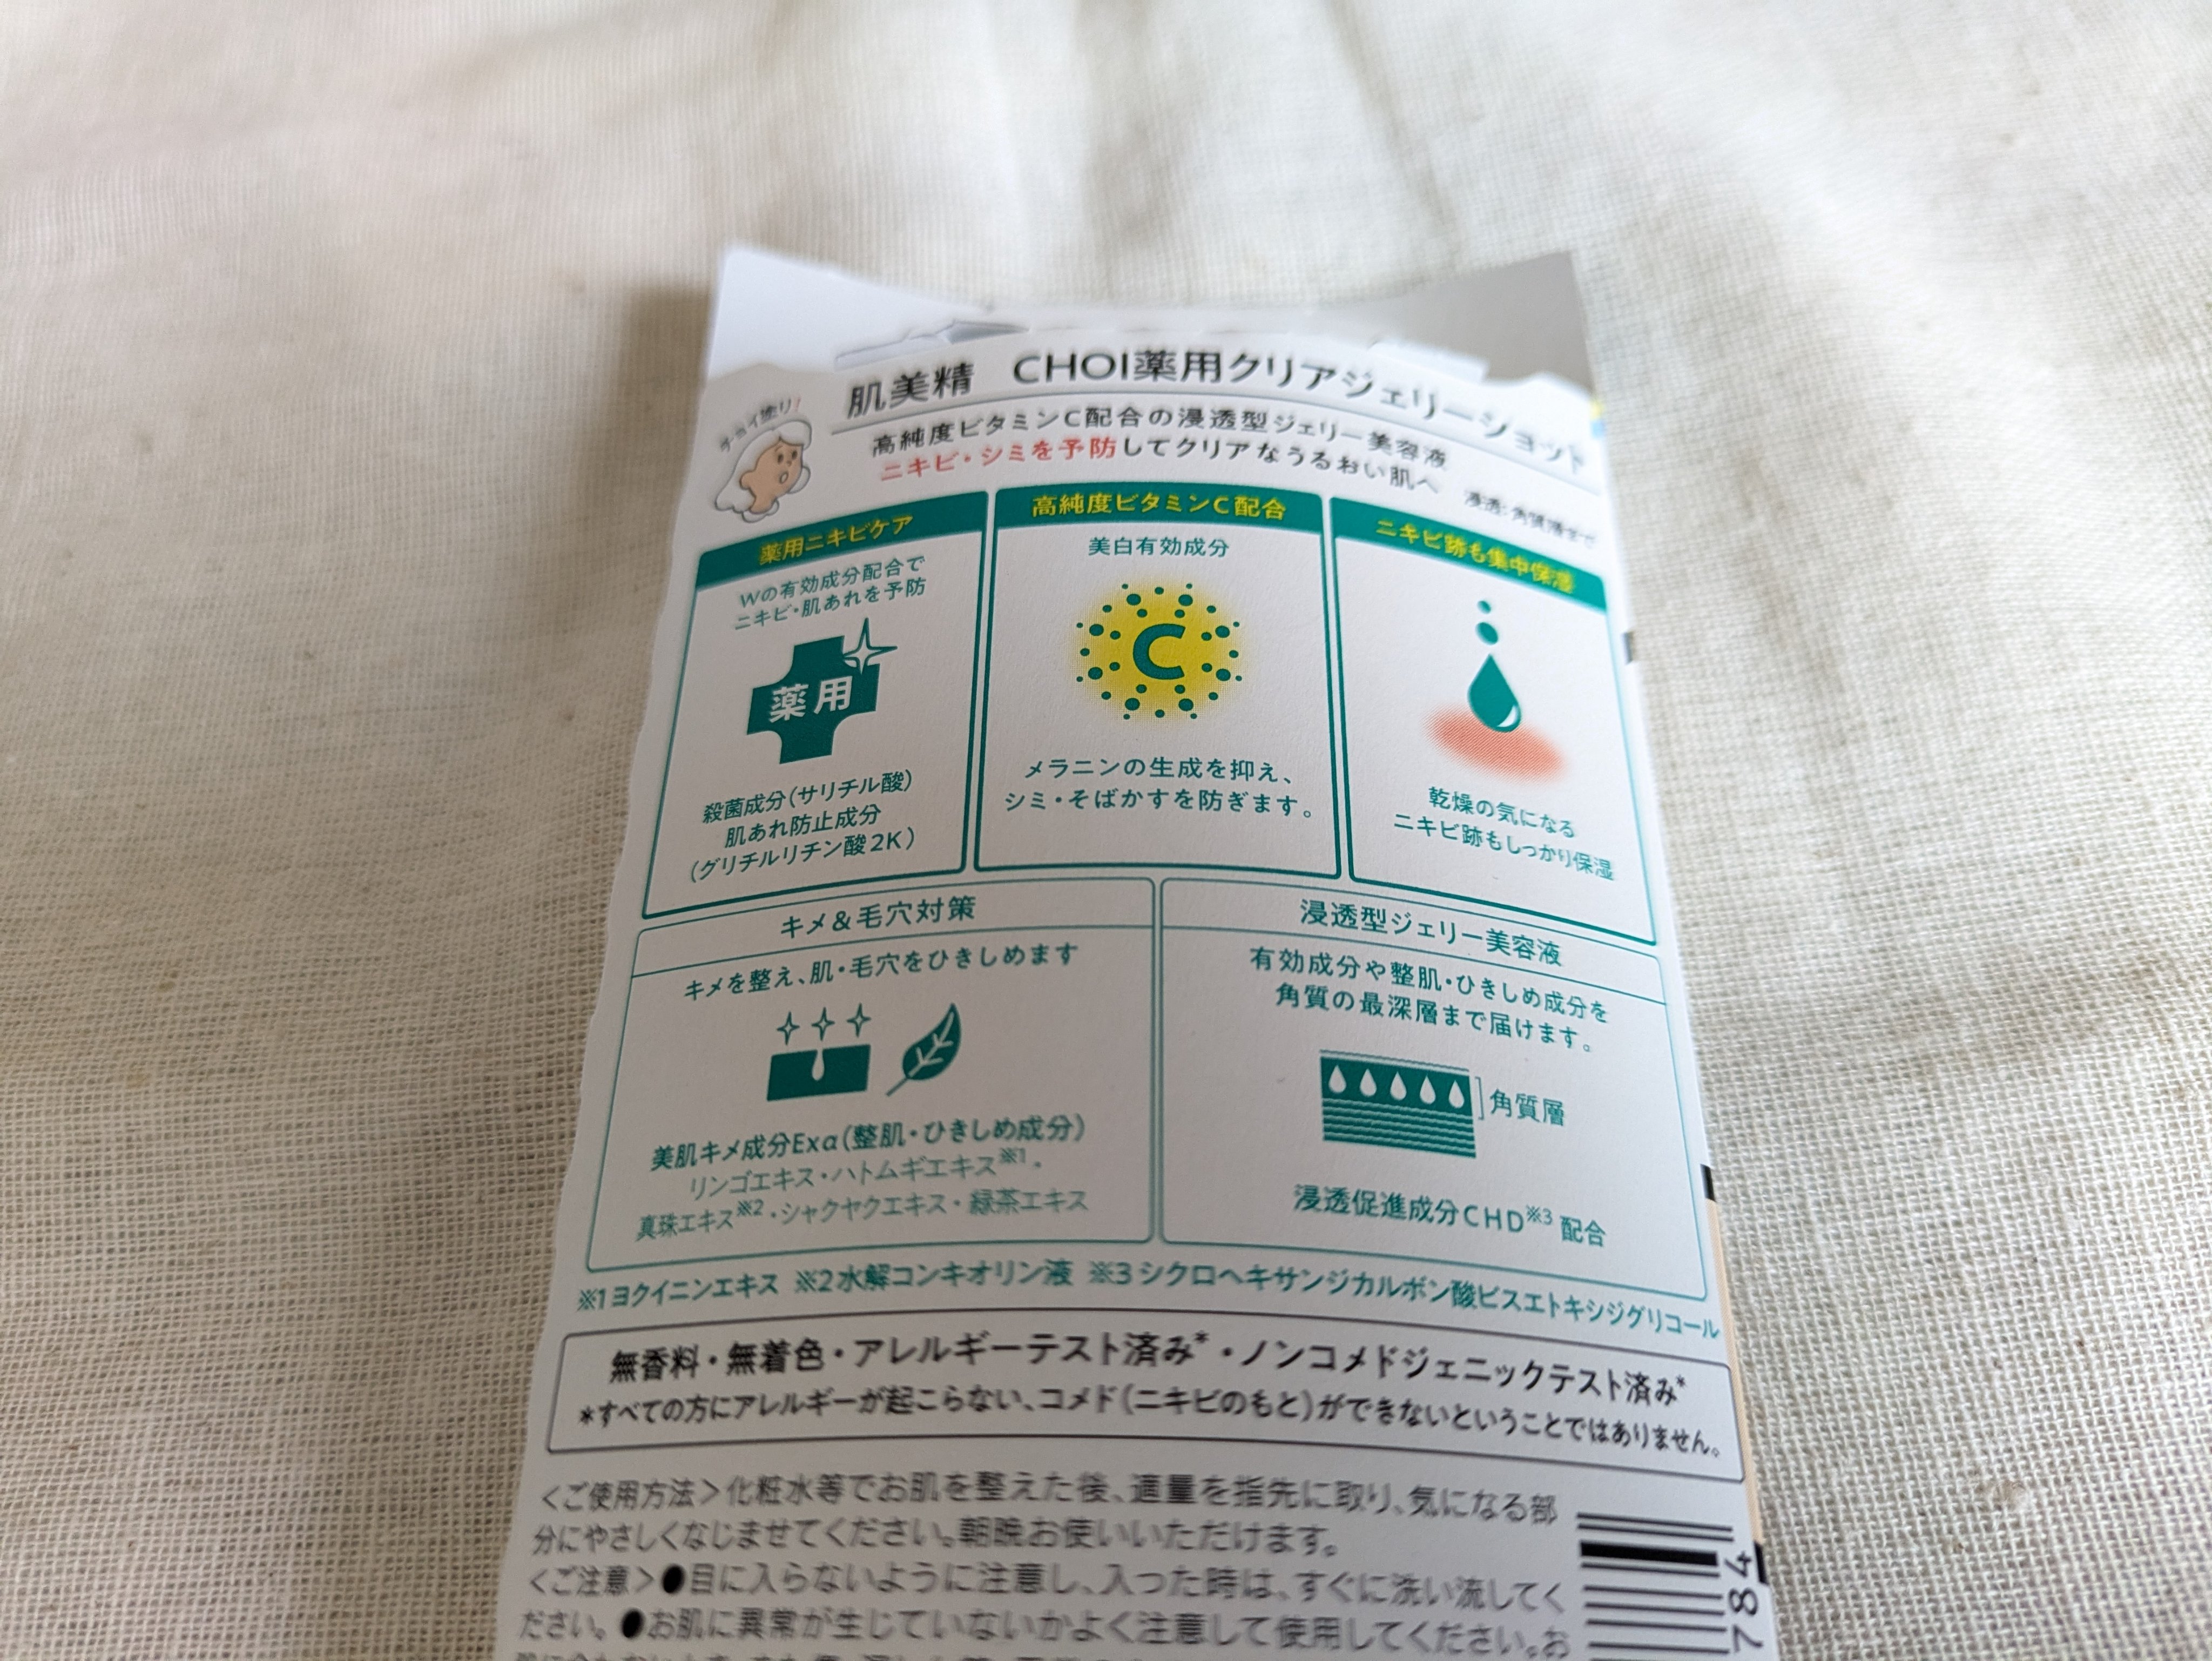 チョイ塗り!
肌美精 CHOI薬用クリアジェリーショット
高純度ビタミンC配合の浸透型ジェリー美容液
ニキビ・シミを予防してクリアなうるおい肌へ
浸透:角質層まで
薬用ニキビケア
Wの有効成分配合で
ニキビ・肌あれを予防
薬用
殺菌成分(サリチル酸)
肌あれ防止成分
(グリチルリチン酸2K)
高純度ビタミンC配合
美白有効成分
C
メラニンの生成を抑え、
シミ・そばかすを防ぎます。
ニキビ跡も集中保湿
乾燥の気になる
ニキビ跡もしっかり保湿
キメ&毛穴対策
キメを整え、肌・毛穴をひきしめます
美肌キメ成分Exα(整肌・ひきしめ成分)
リンゴエキス・ハトムギエキス※1・
真珠エキス※2・シャクヤクエキス・緑茶エキス
浸透型ジェリー美容液
有効成分や整肌・ひきしめ成分を
角質の最深層まで届けます。
角質層
浸透促進成分CHD※3配合
※1ヨクイニンエキス ※2水解コンキオリン液 ※3シクロヘキサンジカルボン酸ビスエトキシジグリコール
無香料・無着色・アレルギーテスト済み*・ノンコメドジェニックテスト済み*
*すべての方にアレルギーが起こらない、コメド(ニキビのもと)ができないということではありません。
<ご使用方法>化粧水等でお肌を整えた後、適量を指先に取り、気になる部
分にやさしくなじませてください。朝晩お使いいただけます。
<ご注意>●目に入らないように注意し、入った時は、すぐに洗い流してく
ださい。●お肌に異常が生じていないかよく注意して使用してください。お